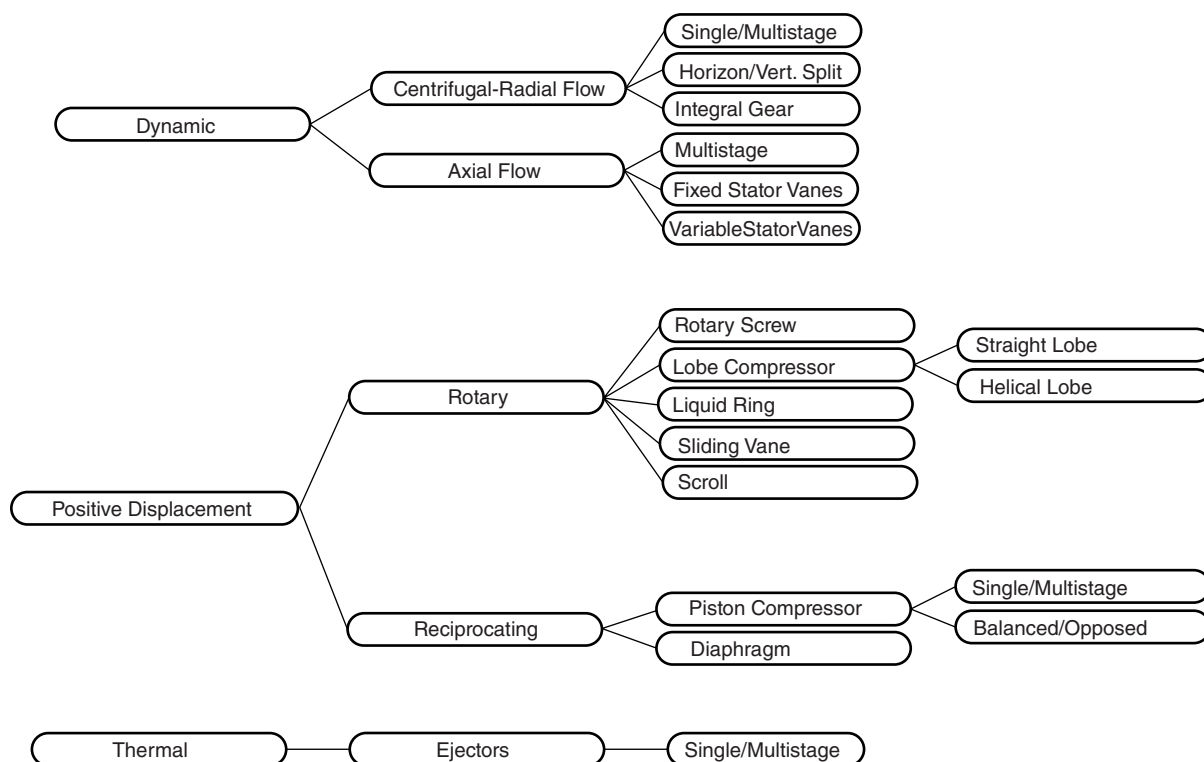 Single/Multistage
Centrifugal-Radial Flow
Horizon/Vert. Split
Dynamic
Integral Gear
Axial Flow
Multistage
Fixed Stator Vanes
VariableStatorVanes
Rotary Screw
Straight Lobe
Lobe Compressor
Helical Lobe
Rotary
Liquid Ring
Sliding Vane
Scroll
Positive Displacement
Single/Multistage
Piston Compressor
Reciprocating
Balanced/Opposed
Diaphragm
Thermal
Ejectors
Single/Multistage